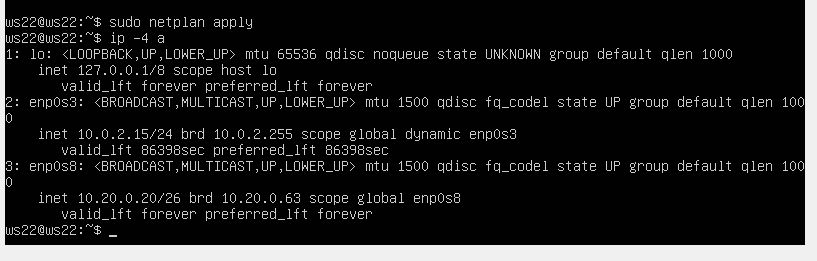 ws22@ws22:~$ sudo netplan apply
ws22@ws22:~$ ip -4 a
1: lo: <LOOPBACK,UP,LOWER_UP> mtu 65536 qdisc noqueue state UNKNOWN group default qlen 1000
    inet 127.0.0.1/8 scope host lo
       valid_lft forever preferred_lft forever
2: enp0s3: <BROADCAST,MULTICAST,UP,LOWER_UP> mtu 1500 qdisc fq_codel state UP group default qlen 100
0
    inet 10.0.2.15/24 brd 10.0.2.255 scope global dynamic enp0s3
       valid_lft 86398sec preferred_lft 86398sec
3: enp0s8: <BROADCAST,MULTICAST,UP,LOWER_UP> mtu 1500 qdisc fq_codel state UP group default qlen 100
0
    inet 10.20.0.20/26 brd 10.20.0.63 scope global enp0s8
       valid_lft forever preferred_lft forever
ws22@ws22:~$ _